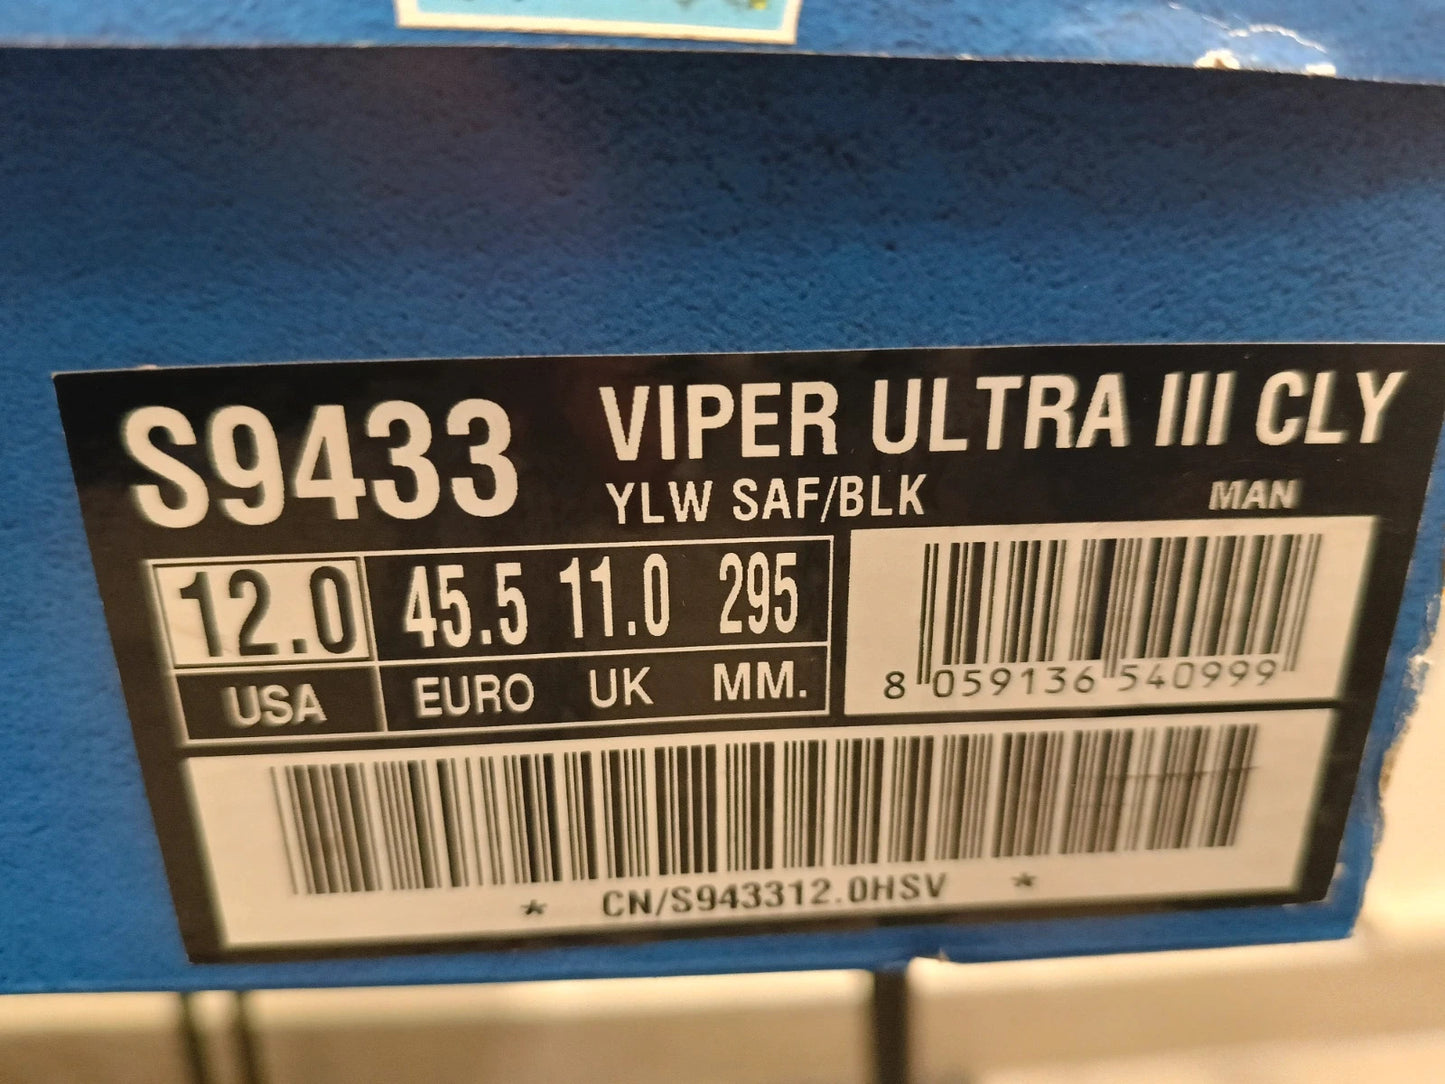 S9433
VIPER ULTRA III CLY
YLW SAF/BLK
MAN
12.0 45.5 11.0 295
USA EURO UK MM.
8 059136 540999
* CN/S943312.0HSV *